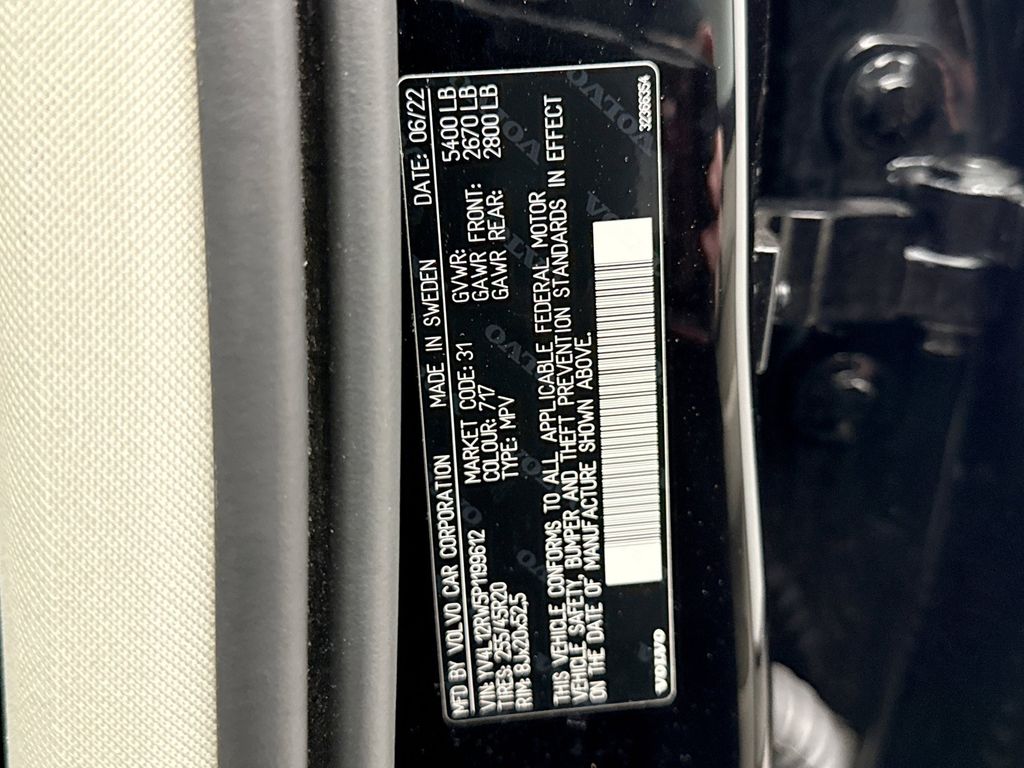 MFD BY VOLVO CAR CORPORATION MADE IN SWEDEN DATE: 06/22
VIN: YV4L12RW5P1199612 MARKET CODE: 31 GVWR: 5400 LB
TIRES: 255/45R20 COLOUR: 717 GAWR FRONT: 2670 LB
RIM: 8Jx20x52,5 TYPE: MPV GAWR REAR: 2800 LB
THIS VEHICLE CONFORMS TO ALL APPLICABLE FEDERAL MOTOR
VEHICLE SAFETY, BUMPER AND THEFT PREVENTION STANDARDS IN EFFECT
ON THE DATE OF MANUFACTURE SHOWN ABOVE.
VOLVO 32366354